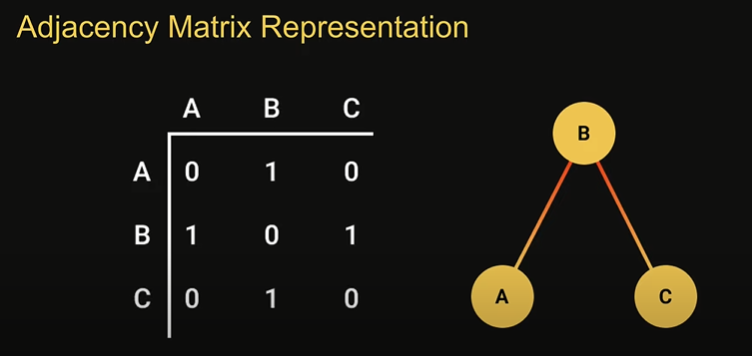 Adjacency Matrix Representation
A B C
A 0 1 0
B 1 0 1
C 0 1 0
B
A C